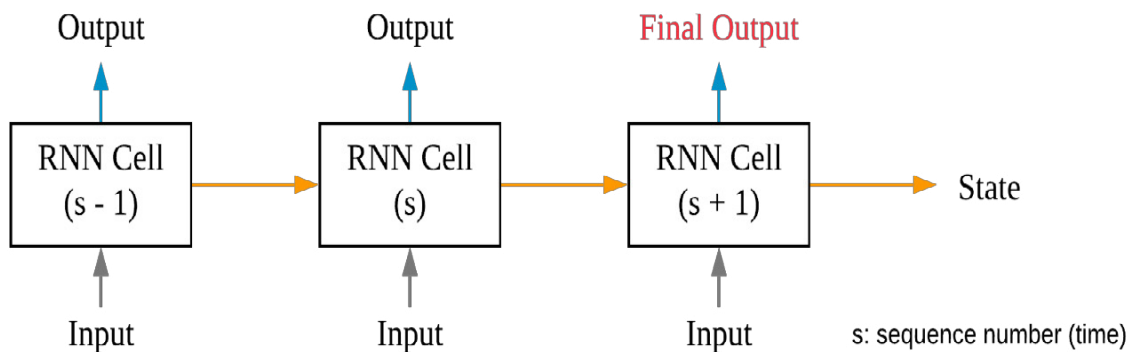 Output
Output
Final Output
RNN Cell
(s - 1)
RNN Cell
(s)
RNN Cell
(s + 1)
State
Input
Input
Input
s: sequence number (time)